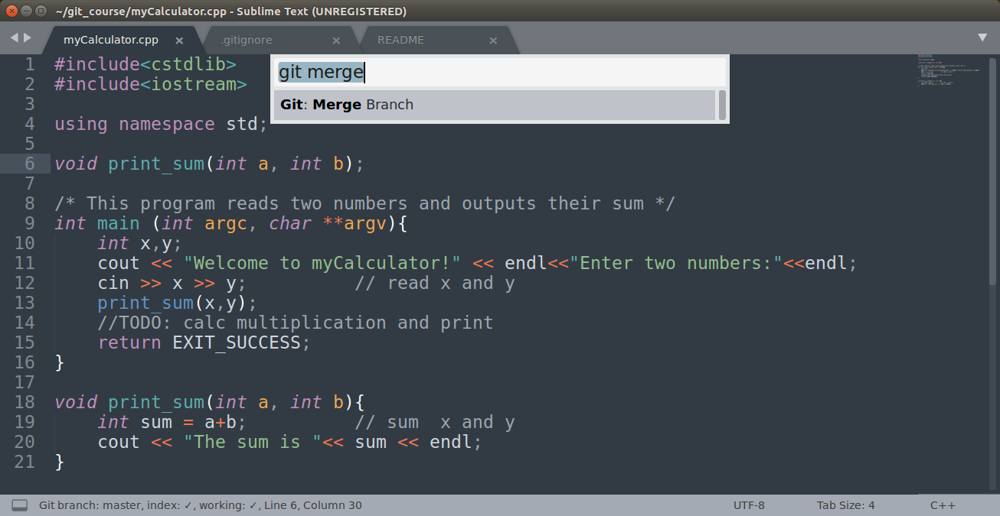 ~/git_course/myCalculator.cpp - Sublime Text (UNREGISTERED)
myCalculator.cpp × .gitignore × README ×
git merge
Git: Merge Branch
1 #include<cstdlib>
2 #include<iostream>
3
4 using namespace std;
5
6 void print_sum(int a, int b);
7
8 /* This program reads two numbers and outputs their sum */
9 int main (int argc, char **argv){
10     int x,y;
11     cout << "Welcome to myCalculator!" << endl<<"Enter two numbers:"<<endl;
12     cin >> x >> y;          // read x and y
13     print_sum(x,y);
14     //TODO: calc multiplication and print
15     return EXIT_SUCCESS;
16 }
17
18 void print_sum(int a, int b){
19     int sum = a+b;          // sum  x and y
20     cout << "The sum is "<< sum << endl;
21 }
Git branch: master, index: ✓, working: ✓, Line 6, Column 30 UTF-8 Tab Size: 4 C++